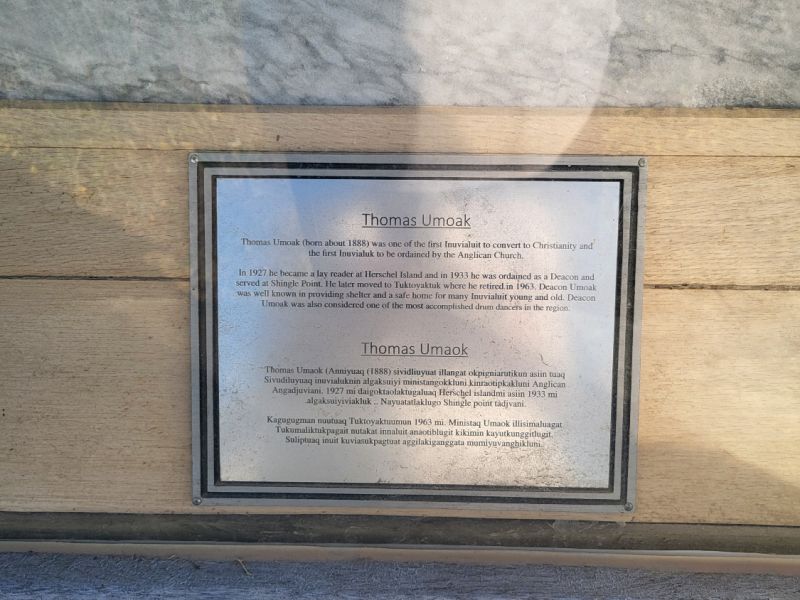 Thomas Umoak
Thomas Umoak (born about 1888) was one of the first Inuvialuit to convert to Christianity and
the first Inuvialuk to be ordained by the Anglican Church.
In 1927 he became a lay reader at Herschel Island and in 1933 he was ordained as a Deacon and
served at Shingle Point. He later moved to Tuktoyaktuk where he retired in 1963. Deacon Umoak
was well known in providing shelter and a safe home for many Inuvialuit young and old. Deacon
Umoak was also considered one of the most accomplished drum dancers in the region.
Thomas Umaok
Thomas Umaok (Anniyuaq (1888) sividliuyuat illangat okpigniarutikun asiin tuaq
Sivudiluyuaq inuvialuknin algaksuiyi ministangokkluni kinraotipkakluni Anglican
Angadjuviani. 1927 mi daigoktaolaktugaluaq Herschel islandmi asiin 1933 mi
.algaksuiyiviakluk .. Nayuatatlaklugo Shingle point tadjvani.
Kagugugman nuutuaq Tuktoyaktuumun 1963 mi. Ministaq Umaok illisimaluagat
Tukumaliktukpagait nutakat innaluit anaotiblugit kikimin kayutkunggitlugit.
Suliptuaq inuit kuviasukpagtuat aggilakiganggata mumiyuvanghikluni.